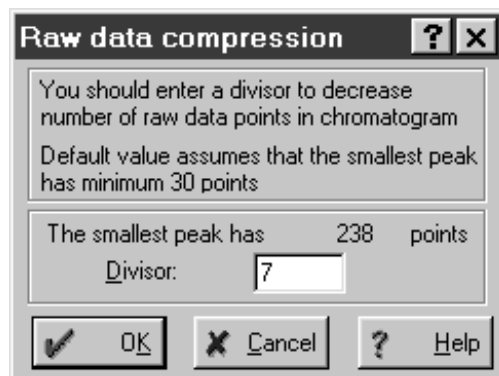 Raw data compression ? ×
You should enter a divisor to decrease
number of raw data points in chromatogram
Default value assumes that the smallest peak
has minimum 30 points
The smallest peak has 238 points
Divisor: 7
OK Cancel ? Help